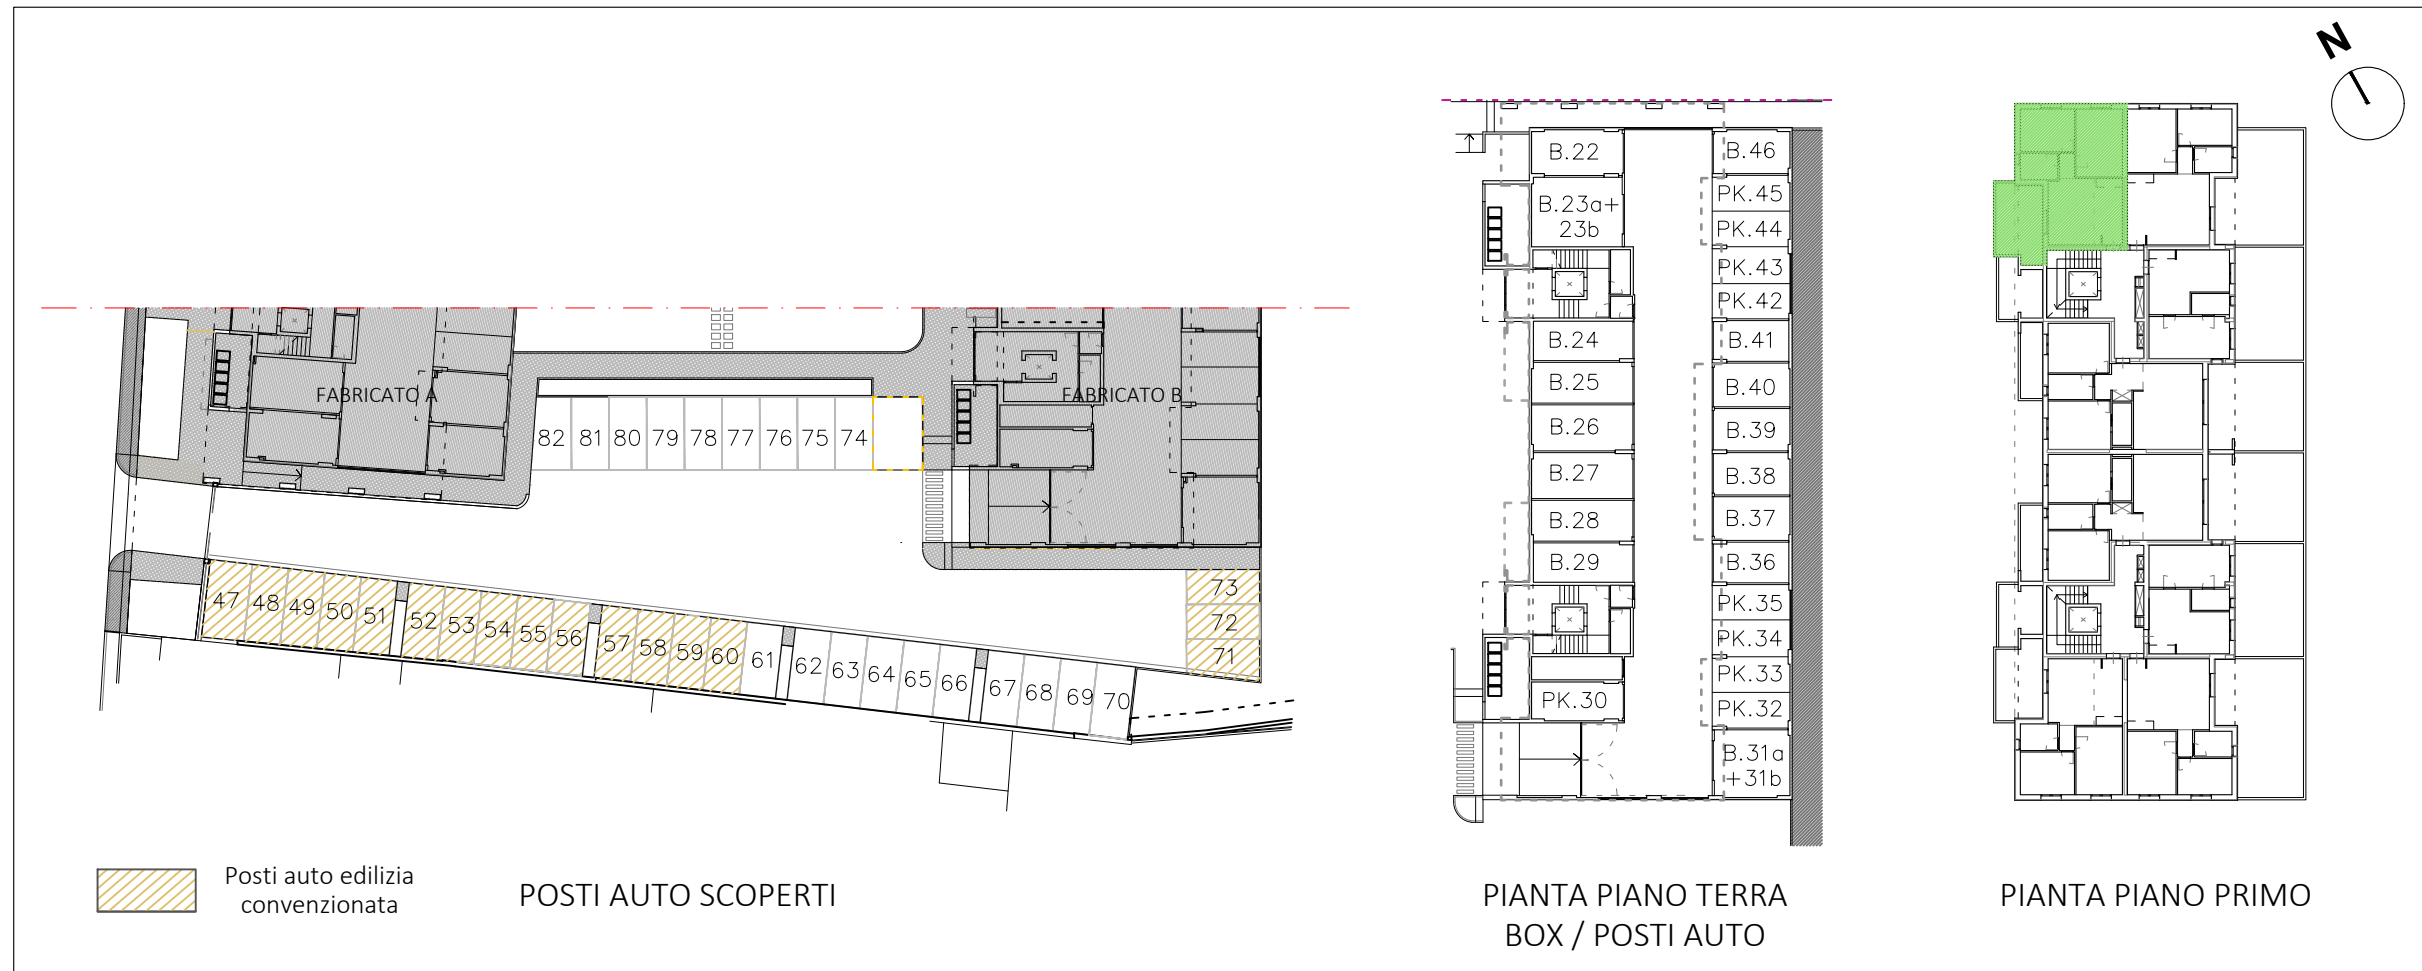 N
FABRICATO A
FABRICATO B
82 81 80 79 78 77 76 75 74
47 48 49 50 51 52 53 54 55 56 57 58 59 60 61 62 63 64 65 66 67 68 69 70
73
72
71
Posti auto edilizia
convenzionata
POSTI AUTO SCOPERTI
B.22
B.23a+
23b
B.24
B.25
B.26
B.27
B.28
B.29
PK.30
B.46
PK.45
PK.44
PK.43
PK.42
B.41
B.40
B.39
B.38
B.37
B.36
PK.35
PK.34
PK.33
PK.32
B.31a
+31b
PIANTA PIANO TERRA
BOX / POSTI AUTO
PIANTA PIANO PRIMO